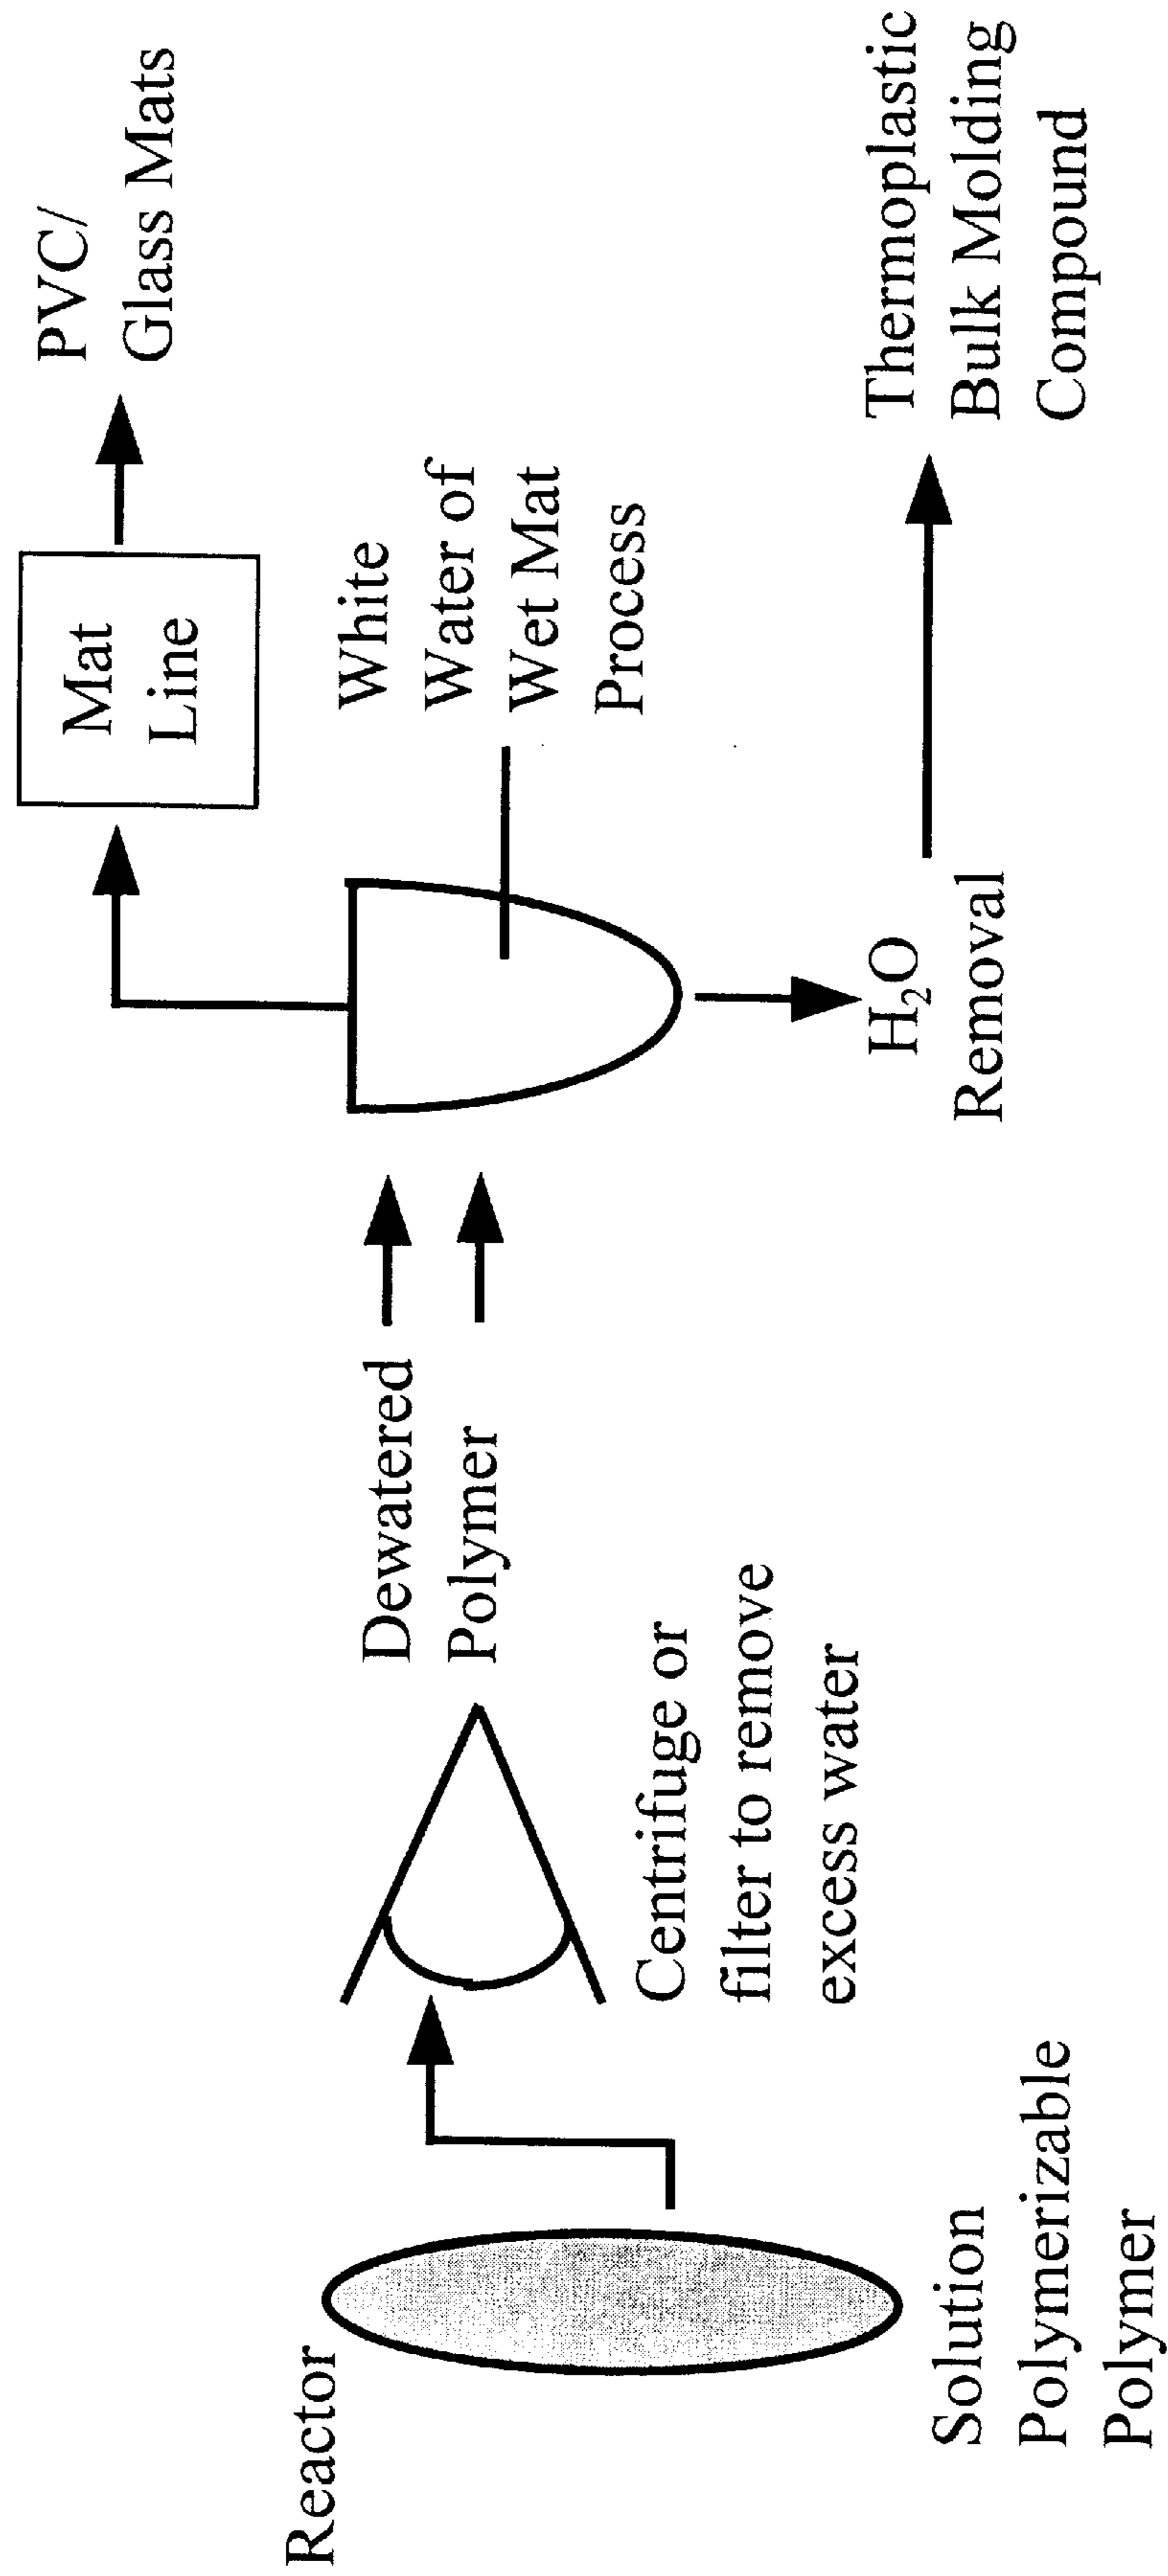 Reactor
Solution
Polymerizable
Polymer
Centrifuge or
filter to remove
excess water
Dewatered
Polymer
H₂O
Removal
White
Water of
Wet Mat
Process
Mat
Line
PVC/
Glass Mats
Thermoplastic
Bulk Molding
Compound